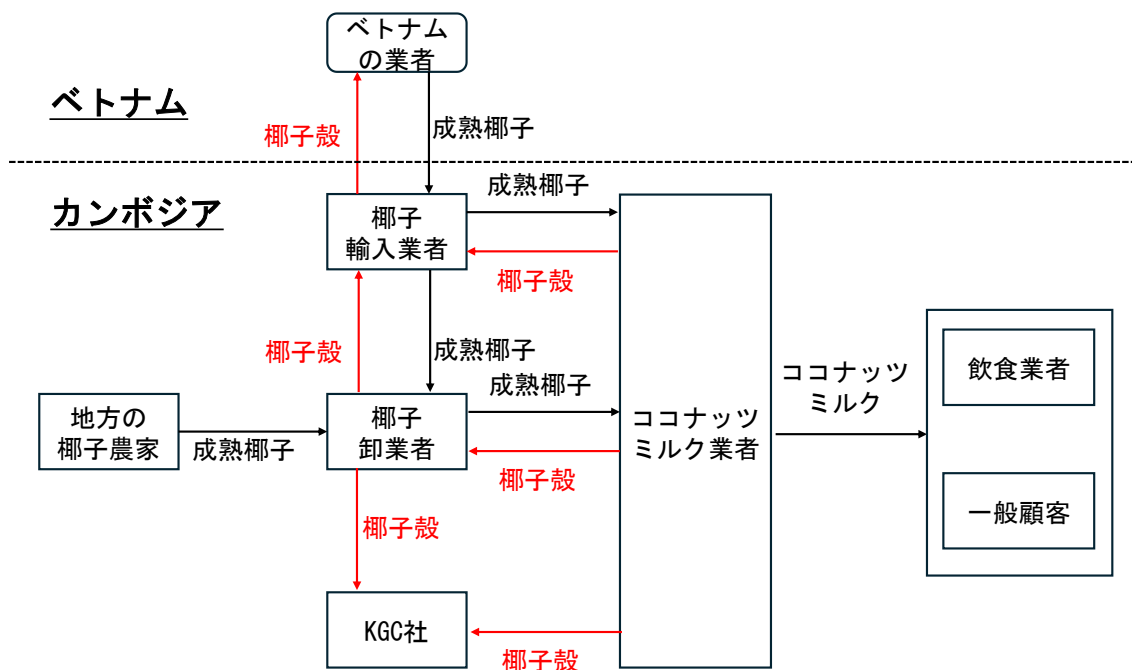 ベトナム
の業者
ベトナム
椰子殻
成熟椰子
カンボジア
成熟椰子
椰子
輸入業者
椰子殻
椰子殻
成熟椰子
成熟椰子
ココナッツ
ミルク
飲食業者
地方の
椰子農家
成熟椰子
椰子
卸業者
ココナッツ
ミルク業者
椰子殻
一般顧客
椰子殻
KGC社
椰子殻